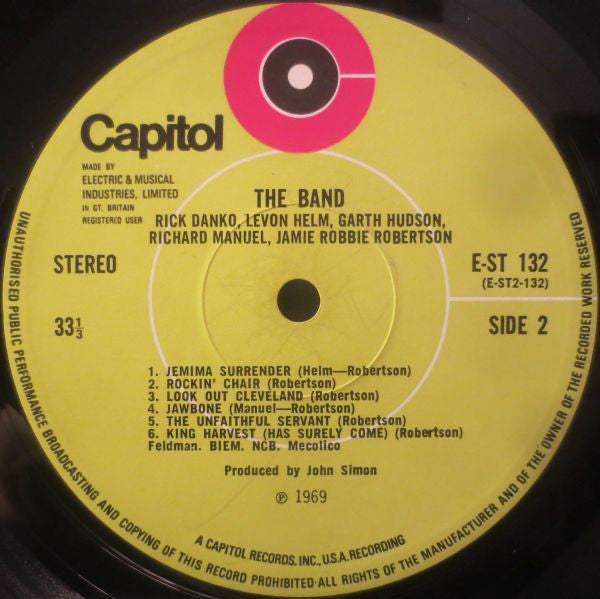 Capitol
MADE BY
ELECTRIC & MUSICAL
INDUSTRIES, LIMITED
IN GT. BRITAIN
REGISTERED USER
THE BAND
RICK DANKO, LEVON HELM, GARTH HUDSON,
RICHARD MANUEL, JAMIE ROBBIE ROBERTSON
STEREO
E-ST 132
(E-ST2-132)
33⅓
SIDE 2
1. JEMIMA SURRENDER (Helm—Robertson)
2. ROCKIN' CHAIR (Robertson)
3. LOOK OUT CLEVELAND (Robertson)
4. JAWBONE (Manuel—Robertson)
5. THE UNFAITHFUL SERVANT (Robertson)
6. KING HARVEST (HAS SURELY COME) (Robertson)
Feldman. BIEM. NCB. Mecolico
Produced by John Simon
℗ 1969
A CAPITOL RECORDS, INC., U.S.A. RECORDING
UNAUTHORISED PUBLIC PERFORMANCE BROADCASTING AND COPYING OF THIS RECORD PROHIBITED·ALL RIGHTS OF THE MANUFACTURER AND OF THE OWNER OF THE RECORDED WORK RESERVED